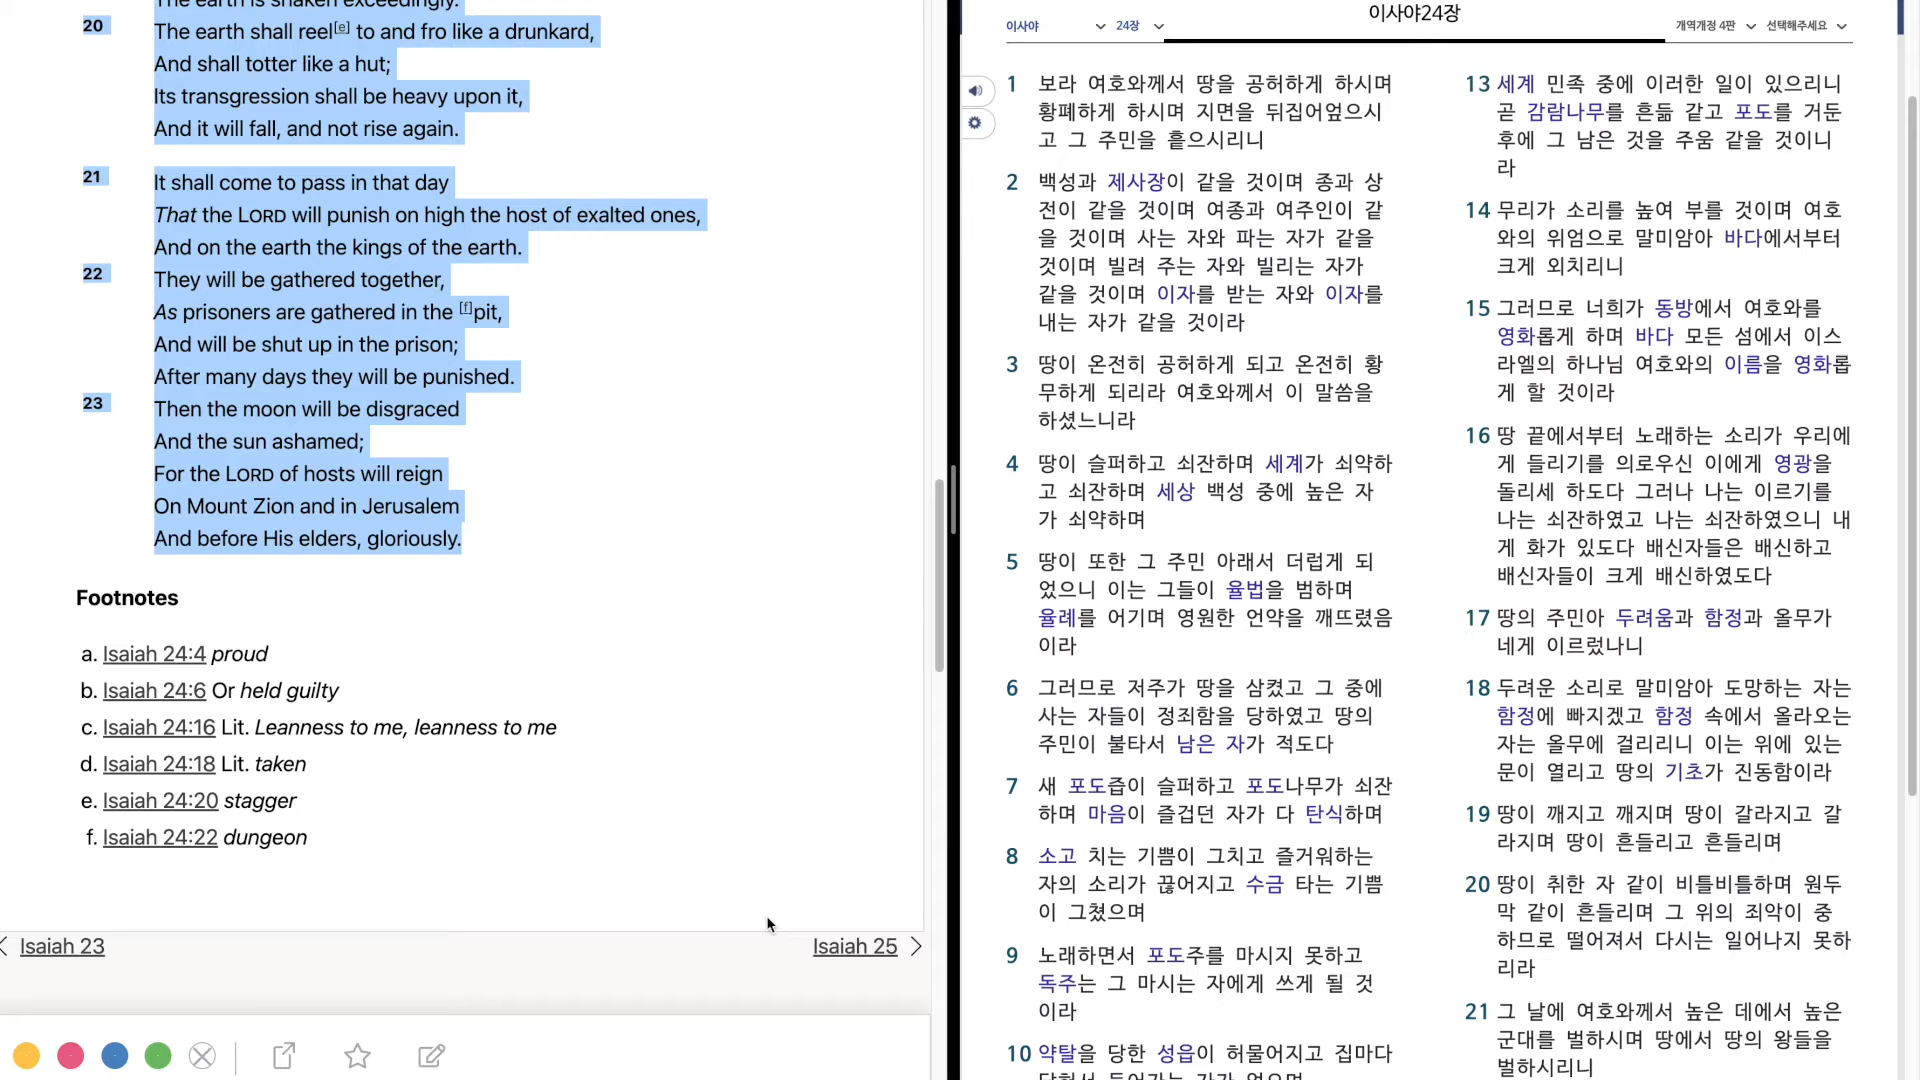 The earth is shaken exceedingly.
20 The earth shall reel[e] to and fro like a drunkard,
And shall totter like a hut;
Its transgression shall be heavy upon it,
And it will fall, and not rise again.
21 It shall come to pass in that day
That the LORD will punish on high the host of exalted ones,
And on the earth the kings of the earth.
22 They will be gathered together,
As prisoners are gathered in the [f]pit,
And will be shut up in the prison;
After many days they will be punished.
23 Then the moon will be disgraced
And the sun ashamed;
For the LORD of hosts will reign
On Mount Zion and in Jerusalem
And before His elders, gloriously.
Footnotes
a. Isaiah 24:4 proud
b. Isaiah 24:6 Or held guilty
c. Isaiah 24:16 Lit. Leanness to me, leanness to me
d. Isaiah 24:18 Lit. taken
e. Isaiah 24:20 stagger
f. Isaiah 24:22 dungeon
Isaiah 23
Isaiah 25
이사야24장
이사야 24장 개역개정 4판 선택해주세요
1 보라 여호와께서 땅을 공허하게 하시며
황폐하게 하시며 지면을 뒤집어엎으시
고 그 주민을 흩으시리니
2 백성과 제사장이 같을 것이며 종과 상
전이 같을 것이며 여종과 여주인이 같
을 것이며 사는 자와 파는 자가 같을
것이며 빌려 주는 자와 빌리는 자가
같을 것이며 이자를 받는 자와 이자를
내는 자가 같을 것이라
3 땅이 온전히 공허하게 되고 온전히 황
무하게 되리라 여호와께서 이 말씀을
하셨느니라
4 땅이 슬퍼하고 쇠잔하며 세계가 쇠약하
고 쇠잔하며 세상 백성 중에 높은 자
가 쇠약하며
5 땅이 또한 그 주민 아래서 더럽게 되
었으니 이는 그들이 율법을 범하며
율례를 어기며 영원한 언약을 깨뜨렸음
이라
6 그러므로 저주가 땅을 삼켰고 그 중에
사는 자들이 정죄함을 당하였고 땅의
주민이 불타서 남은 자가 적도다
7 새 포도즙이 슬퍼하고 포도나무가 쇠잔
하며 마음이 즐겁던 자가 다 탄식하며
8 소고 치는 기쁨이 그치고 즐거워하는
자의 소리가 끊어지고 수금 타는 기쁨
이 그쳤으며
9 노래하면서 포도주를 마시지 못하고
독주는 그 마시는 자에게 쓰게 될 것
이라
10 약탈을 당한 성읍이 허물어지고 집마다
닫혀서 들어가는 자가 없으며
13 세계 민족 중에 이러한 일이 있으리니
곧 감람나무를 흔듦 같고 포도를 거둔
후에 그 남은 것을 주움 같을 것이니
라
14 무리가 소리를 높여 부를 것이며 여호
와의 위엄으로 말미암아 바다에서부터
크게 외치리니
15 그러므로 너희가 동방에서 여호와를
영화롭게 하며 바다 모든 섬에서 이스
라엘의 하나님 여호와의 이름을 영화롭
게 할 것이라
16 땅 끝에서부터 노래하는 소리가 우리에
게 들리기를 의로우신 이에게 영광을
돌리세 하도다 그러나 나는 이르기를
나는 쇠잔하였고 나는 쇠잔하였으니 내
게 화가 있도다 배신자들은 배신하고
배신자들이 크게 배신하였도다
17 땅의 주민아 두려움과 함정과 올무가
네게 이르렀나니
18 두려운 소리로 말미암아 도망하는 자는
함정에 빠지겠고 함정 속에서 올라오는
자는 올무에 걸리리니 이는 위에 있는
문이 열리고 땅의 기초가 진동함이라
19 땅이 깨지고 깨지며 땅이 갈라지고 갈
라지며 땅이 흔들리고 흔들리며
20 땅이 취한 자 같이 비틀비틀하며 원두
막 같이 흔들리며 그 위의 죄악이 중
하므로 떨어져서 다시는 일어나지 못하
리라
21 그 날에 여호와께서 높은 데에서 높은
군대를 벌하시며 땅에서 땅의 왕들을
벌하시리니